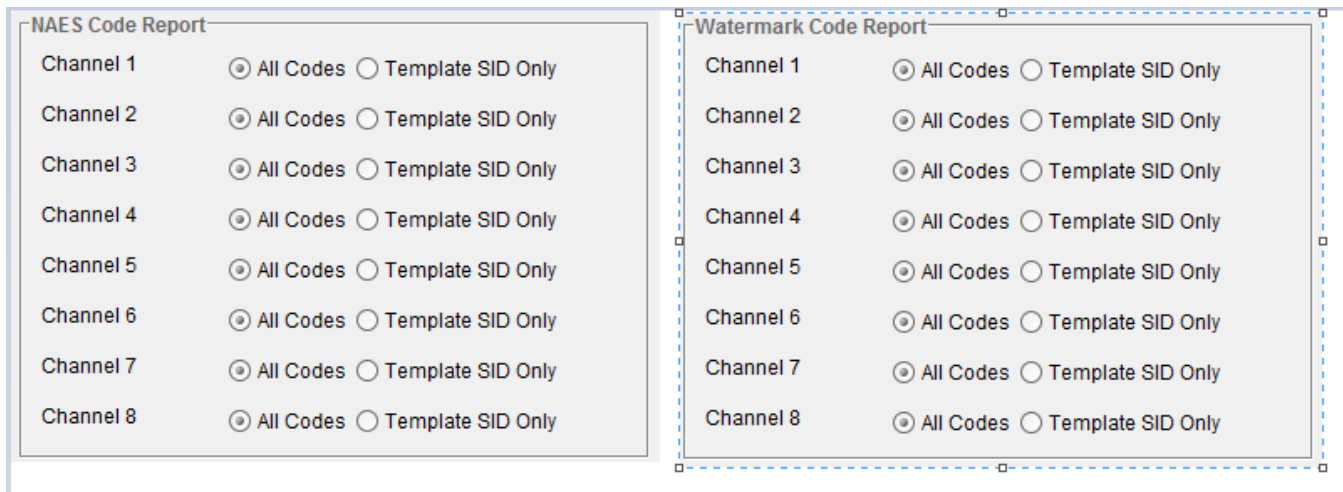 NAES Code Report
Channel 1 All Codes Template SID Only
Channel 2 All Codes Template SID Only
Channel 3 All Codes Template SID Only
Channel 4 All Codes Template SID Only
Channel 5 All Codes Template SID Only
Channel 6 All Codes Template SID Only
Channel 7 All Codes Template SID Only
Channel 8 All Codes Template SID Only
Watermark Code Report
Channel 1 All Codes Template SID Only
Channel 2 All Codes Template SID Only
Channel 3 All Codes Template SID Only
Channel 4 All Codes Template SID Only
Channel 5 All Codes Template SID Only
Channel 6 All Codes Template SID Only
Channel 7 All Codes Template SID Only
Channel 8 All Codes Template SID Only